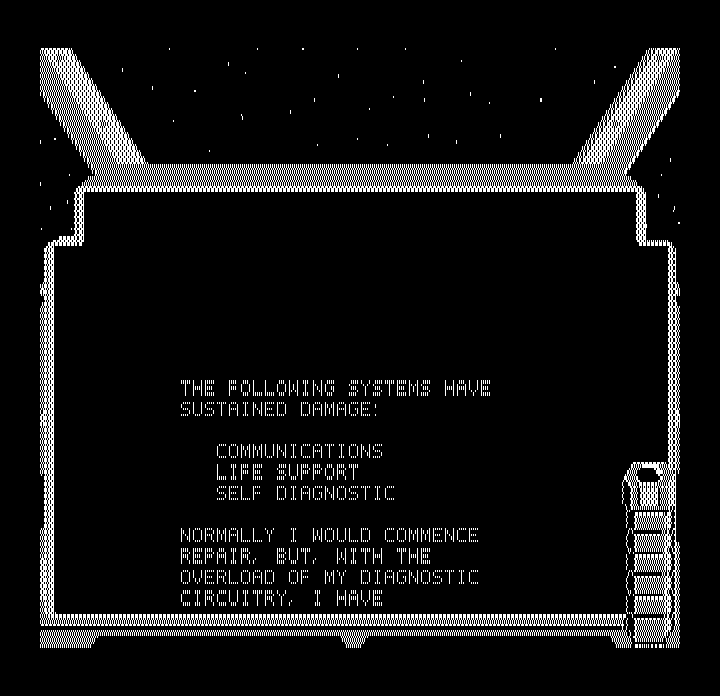 THE FOLLOWING SYSTEMS HAVE
SUSTAINED DAMAGE:
COMMUNICATIONS
LIFE SUPPORT
SELF DIAGNOSTIC
NORMALLY I WOULD COMMENCE
REPAIR, BUT, WITH THE
OVERLOAD OF MY DIAGNOSTIC
CIRCUITRY, I HAVE